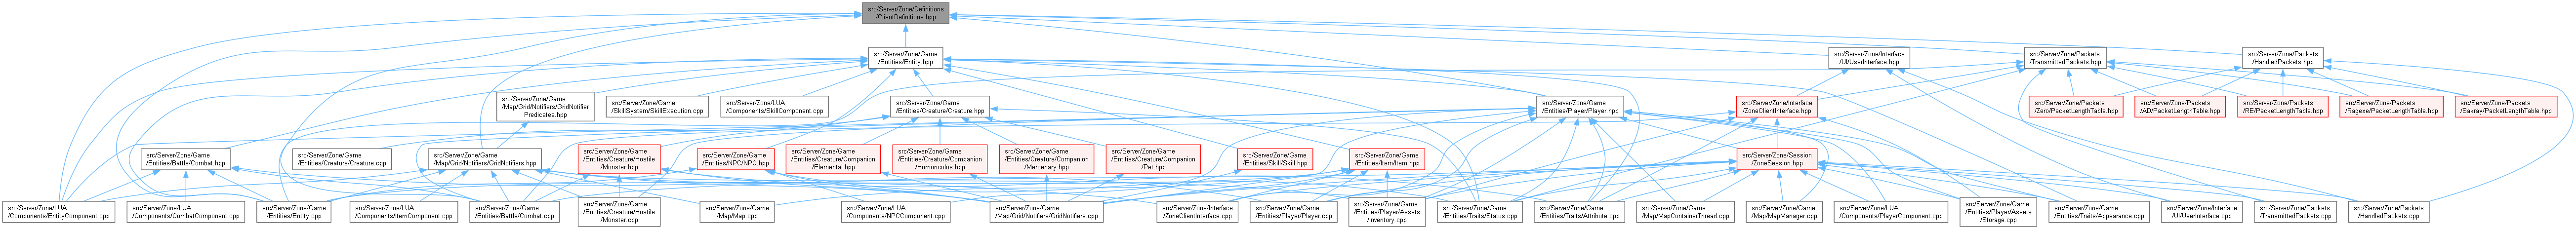 src/Server/Zone/Definitions
/ClientDefinitions.hpp
src/Server/Zone/Game
/Entities/Entity.hpp
src/Server/Zone/Interface
/UI/UserInterface.hpp
src/Server/Zone/Packets
/TransmittedPackets.hpp
src/Server/Zone/Packets
/HandledPackets.hpp
src/Server/Zone/Game
/Map/Grid/Notifiers/GridNotifier
Predicates.hpp
src/Server/Zone/Game
/SkillSystem/SkillExecution.cpp
src/Server/Zone/LUA
/Components/SkillComponent.cpp
src/Server/Zone/Game
/Entities/Creature/Creature.hpp
src/Server/Zone/Game
/Entities/Player/Player.hpp
src/Server/Zone/Interface
/ZoneClientInterface.hpp
src/Server/Zone/Packets
/Zero/PacketLengthTable.hpp
src/Server/Zone/Packets
/AD/PacketLengthTable.hpp
src/Server/Zone/Packets
/RE/PacketLengthTable.hpp
src/Server/Zone/Packets
/Ragexe/PacketLengthTable.hpp
src/Server/Zone/Packets
/Sakray/PacketLengthTable.hpp
src/Server/Zone/Game
/Entities/Battle/Combat.hpp
src/Server/Zone/Game
/Entities/Creature/Creature.cpp
src/Server/Zone/Game
/Map/Grid/Notifiers/GridNotifiers.hpp
src/Server/Zone/Game
/Entities/Creature/Hostile
/Monster.hpp
src/Server/Zone/Game
/Entities/NPC/NPC.hpp
src/Server/Zone/Game
/Entities/Creature/Companion
/Elemental.hpp
src/Server/Zone/Game
/Entities/Creature/Companion
/Homunculus.hpp
src/Server/Zone/Game
/Entities/Creature/Companion
/Mercenary.hpp
src/Server/Zone/Game
/Entities/Creature/Companion
/Pet.hpp
src/Server/Zone/Game
/Entities/Skill/Skill.hpp
src/Server/Zone/Game
/Entities/Item/Item.hpp
src/Server/Zone/Session
/ZoneSession.hpp
src/Server/Zone/LUA
/Components/EntityComponent.cpp
src/Server/Zone/LUA
/Components/CombatComponent.cpp
src/Server/Zone/Game
/Entities/Entity.cpp
src/Server/Zone/LUA
/Components/ItemComponent.cpp
src/Server/Zone/Game
/Entities/Battle/Combat.cpp
src/Server/Zone/Game
/Entities/Creature/Hostile
/Monster.cpp
src/Server/Zone/Game
/Map/Map.cpp
src/Server/Zone/LUA
/Components/NPCComponent.cpp
src/Server/Zone/Game
/Map/Grid/Notifiers/GridNotifiers.cpp
src/Server/Zone/Interface
/ZoneClientInterface.cpp
src/Server/Zone/Game
/Entities/Player/Player.cpp
src/Server/Zone/Game
/Entities/Player/Assets
/Inventory.cpp
src/Server/Zone/Game
/Entities/Traits/Status.cpp
src/Server/Zone/Game
/Entities/Traits/Attribute.cpp
src/Server/Zone/Game
/Map/MapContainerThread.cpp
src/Server/Zone/Game
/Map/MapManager.cpp
src/Server/Zone/LUA
/Components/PlayerComponent.cpp
src/Server/Zone/Game
/Entities/Player/Assets
/Storage.cpp
src/Server/Zone/Game
/Entities/Traits/Appearance.cpp
src/Server/Zone/Interface
/UI/UserInterface.cpp
src/Server/Zone/Packets
/TransmittedPackets.cpp
src/Server/Zone/Packets
/HandledPackets.cpp